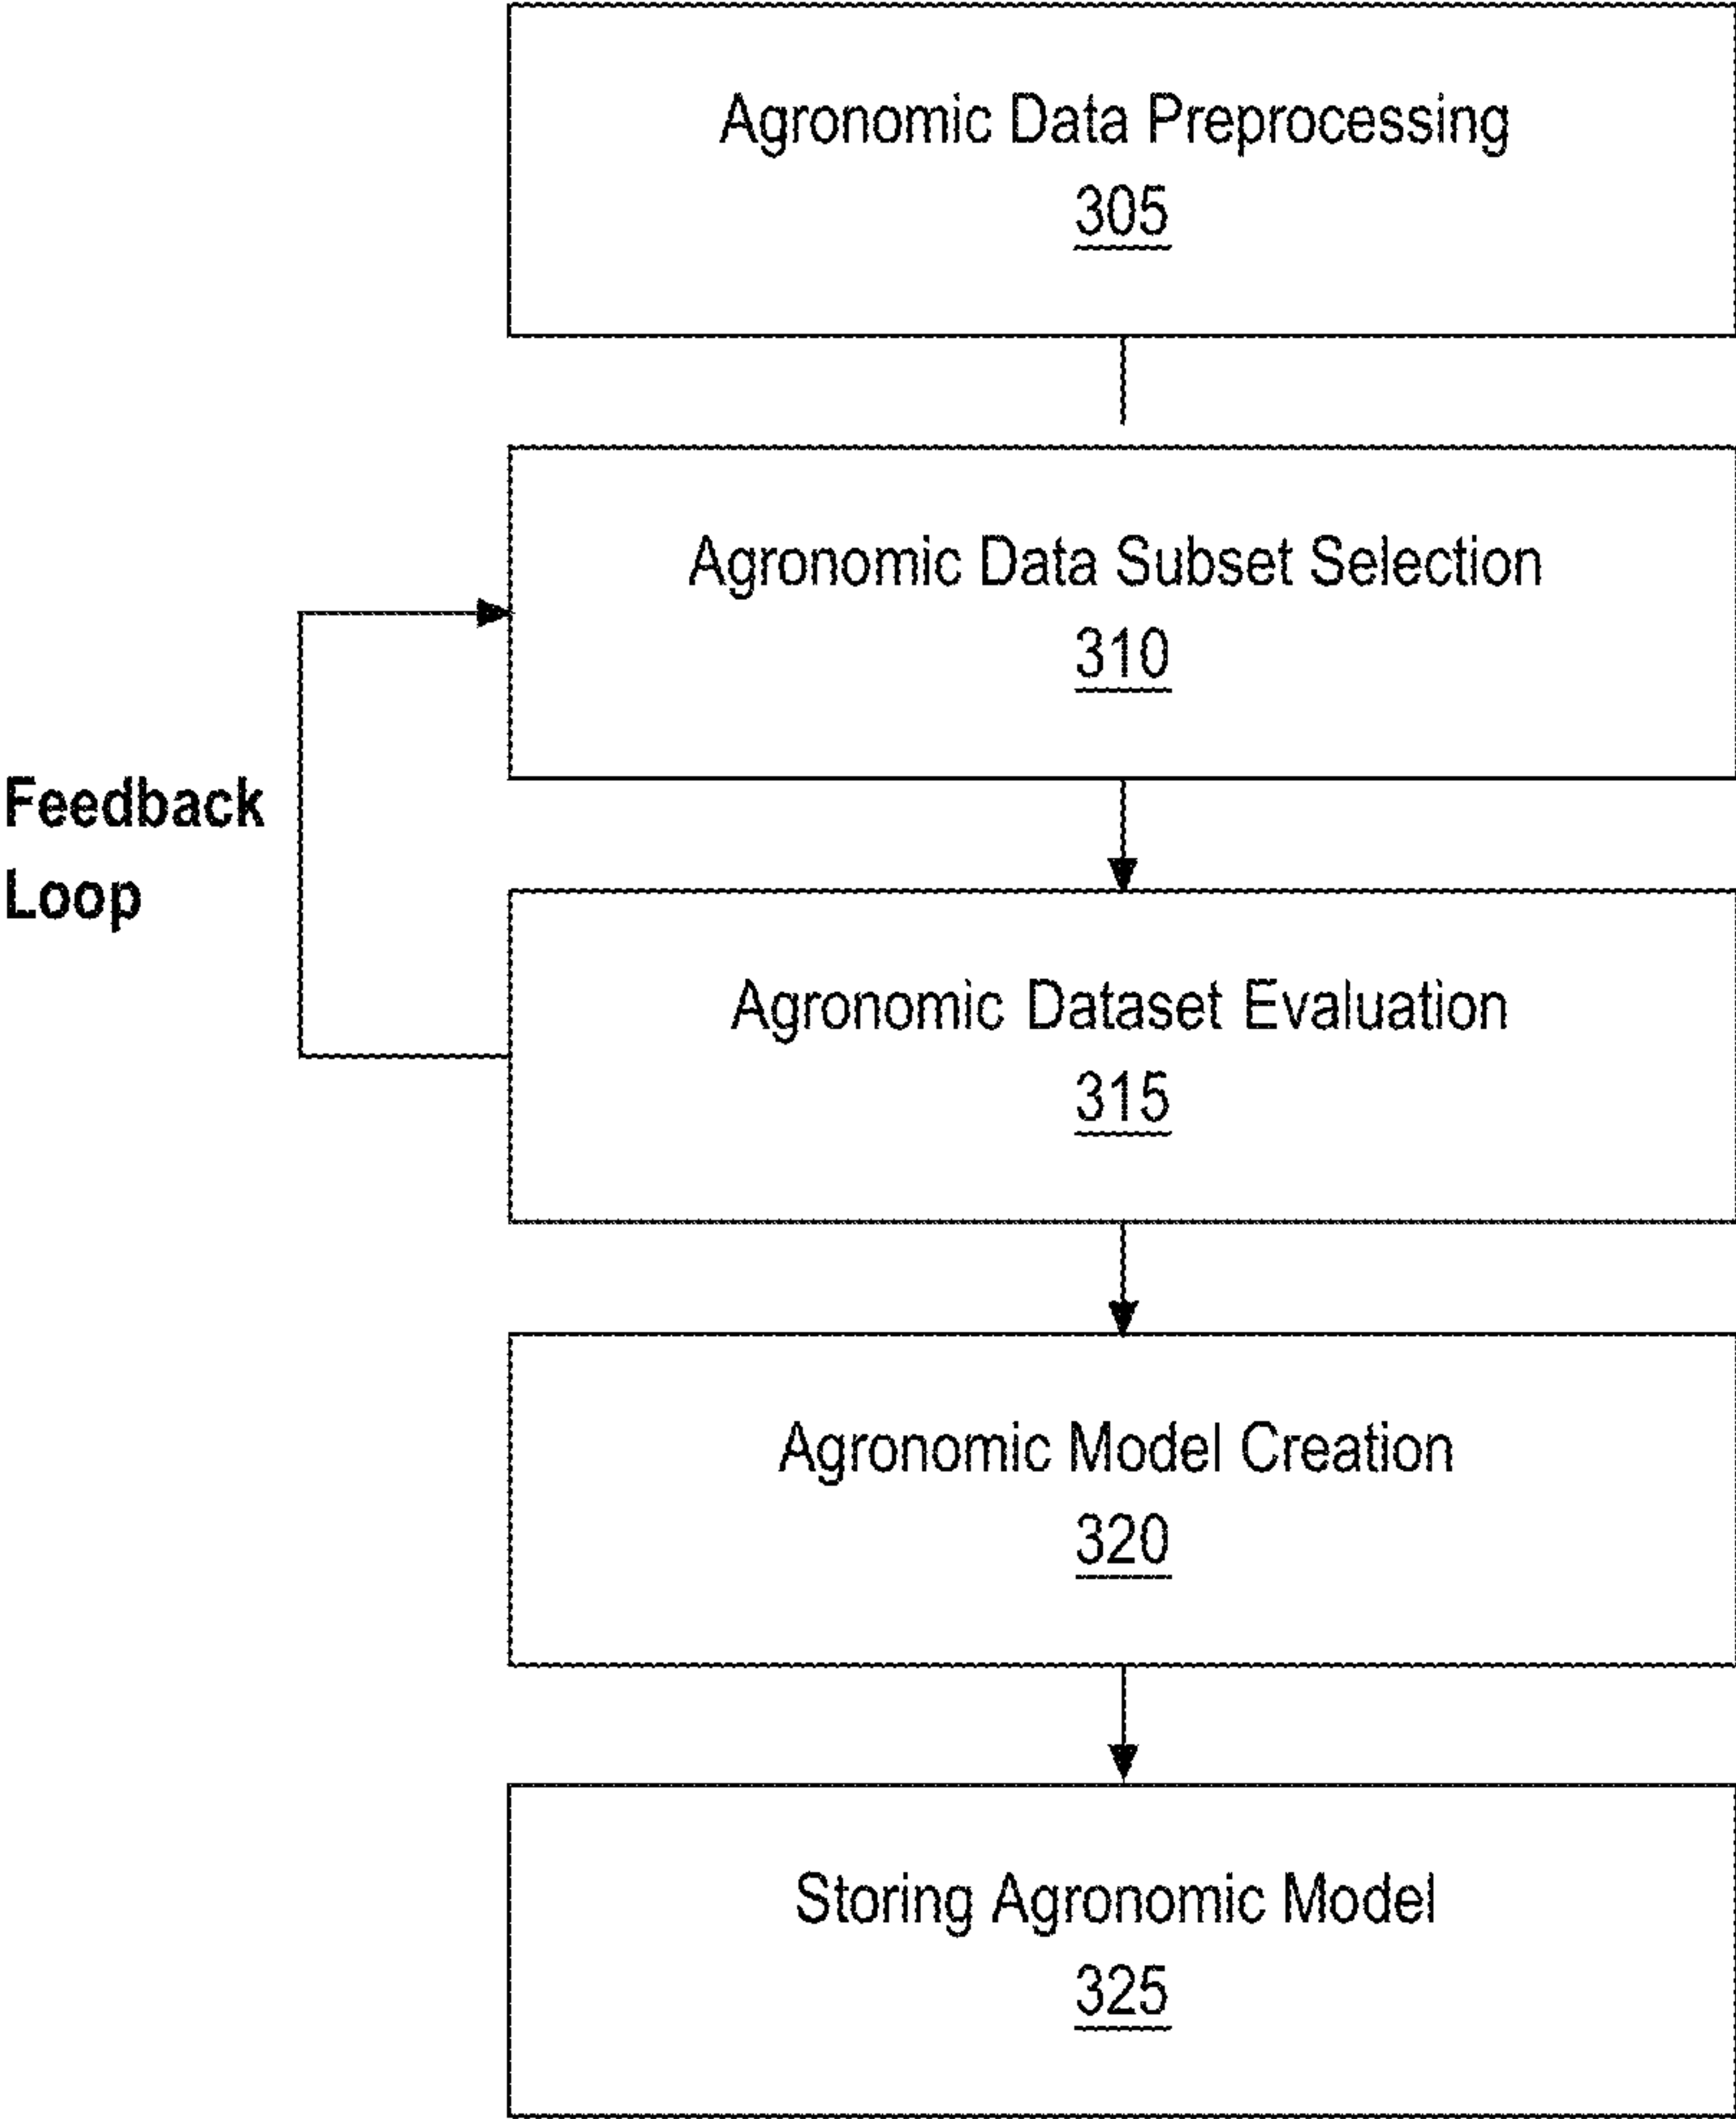 Agronomic Data Preprocessing
305
Agronomic Data Subset Selection
310
Feedback
Loop
Agronomic Dataset Evaluation
315
Agronomic Model Creation
320
Storing Agronomic Model
325